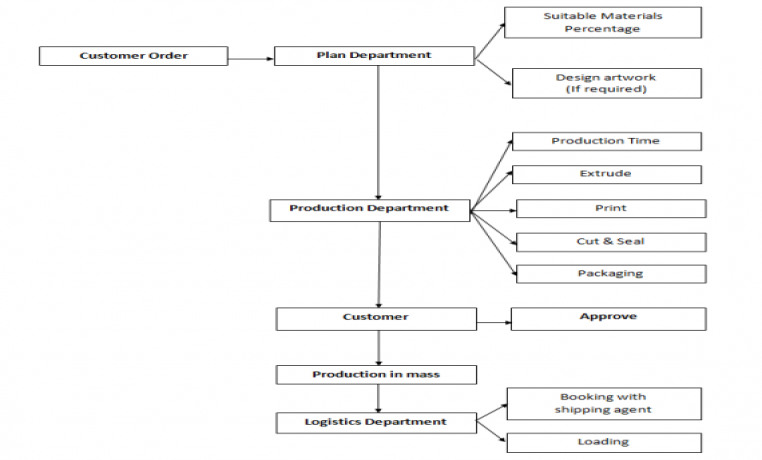 Suitable Materials
Percentage
Customer Order
Plan Department
Design artwork
(If required)
Production Time
Extrude
Production Department
Print
Cut & Seal
Packaging
Customer
Approve
Production in mass
Booking with
shipping agent
Logistics Department
Loading